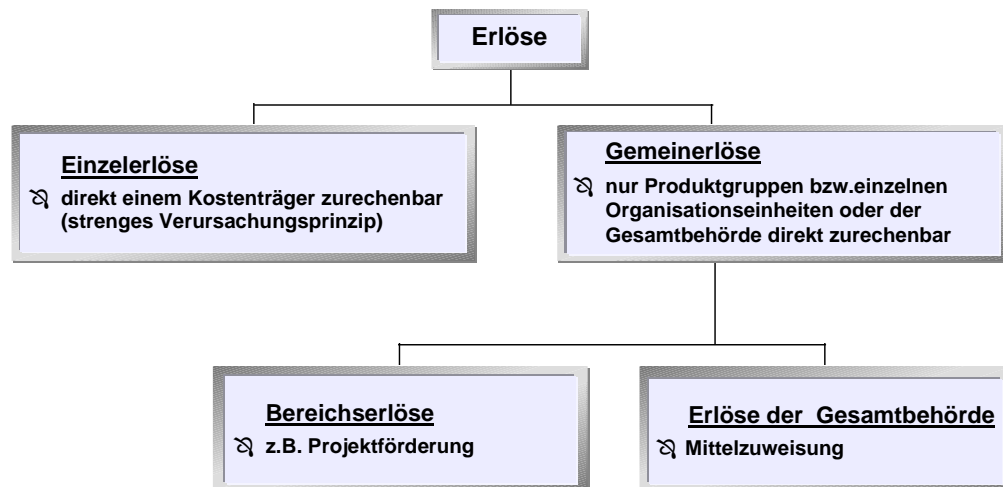 Erlöse
Einzelerlöse
direkt einem Kostenträger zurechenbar
(strenges Verursachungsprinzip)
Gemeinerlöse
nur Produktgruppen bzw.einzelnen
Organisationseinheiten oder der
Gesamtbehörde direkt zurechenbar
Bereichserlöse
z.B. Projektförderung
Erlöse der Gesamtbehörde
Mittelzuweisung